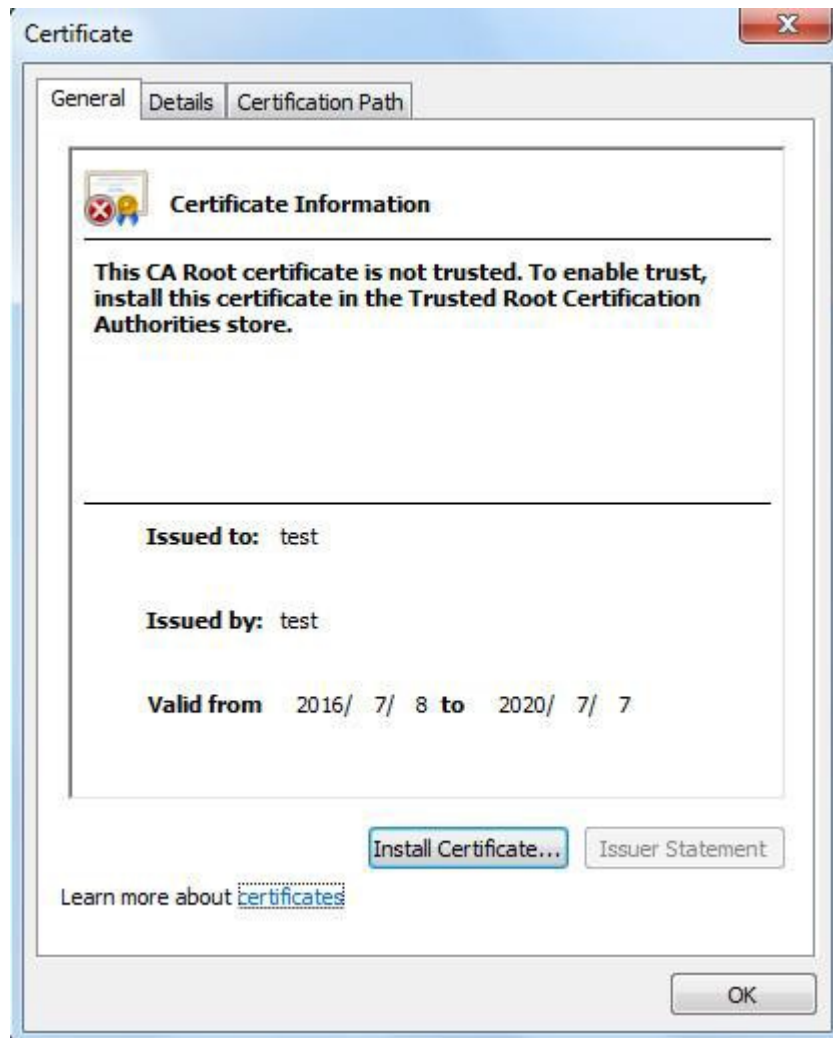 Certificate
General Details Certification Path
Certificate Information
This CA Root certificate is not trusted. To enable trust,
install this certificate in the Trusted Root Certification
Authorities store.
Issued to: test
Issued by: test
Valid from 2016/ 7/ 8 to 2020/ 7/ 7
Install Certificate... Issuer Statement
Learn more about certificates
OK